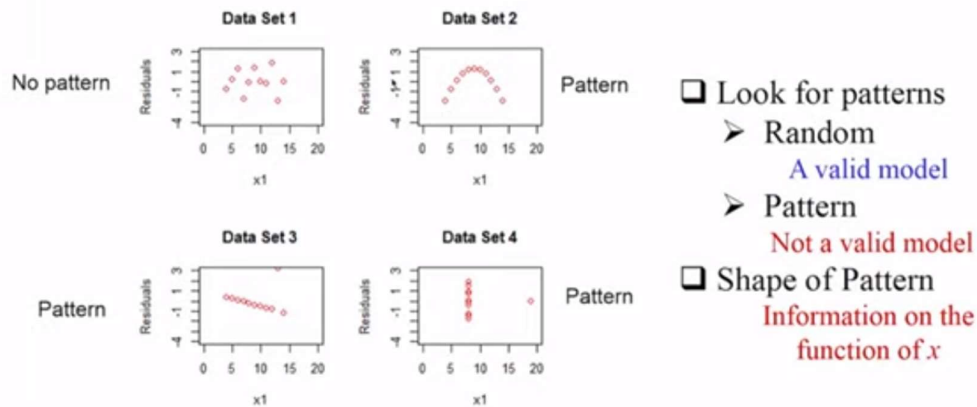 Data Set 1
Data Set 2
No pattern
Residuals
-4 -1 1 3
0 5 10 15 20
x1
Residuals
-4 -1 1 3
0 5 10 15 20
x1
Pattern
Data Set 3
Data Set 4
Pattern
Residuals
-4 -1 1 3
0 5 10 15 20
x1
Residuals
-4 -1 1 3
0 5 10 15 20
x1
Pattern
❑ Look for patterns
➢ Random
A valid model
➢ Pattern
Not a valid model
❑ Shape of Pattern
Information on the
function of x